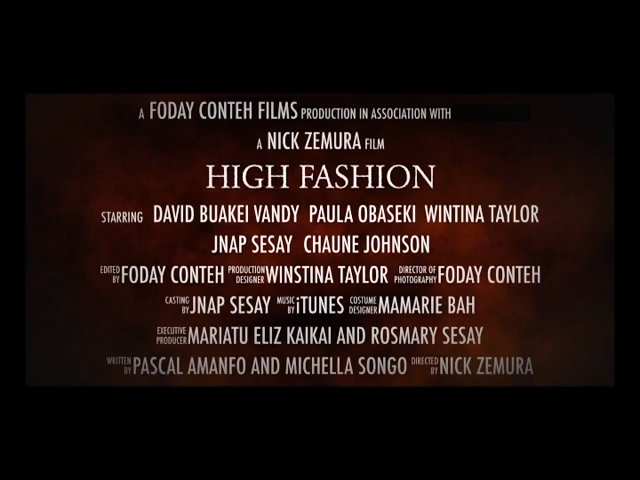 A FODAY CONTEH FILMS PRODUCTION IN ASSOCIATION WITH
A NICK ZEMURA FILM
HIGH FASHION
STARRING DAVID BUAKEI VANDY PAULA OBASEKI WINTINA TAYLOR
JNAP SESAY CHAUNE JOHNSON
EDITED BY FODAY CONTEH PRODUCTION DESIGNER WINSTINA TAYLOR DIRECTOR OF PHOTOGRAPHY FODAY CONTEH
CASTING BY JNAP SESAY MUSIC BY iTUNES COSTUME DESIGNER MAMARIE BAH
EXECUTIVE PRODUCER MARIATU ELIZ KAIKAI AND ROSMARY SESAY
WRITTEN BY PASCAL AMANFO AND MICHELLA SONGO DIRECTED BY NICK ZEMURA